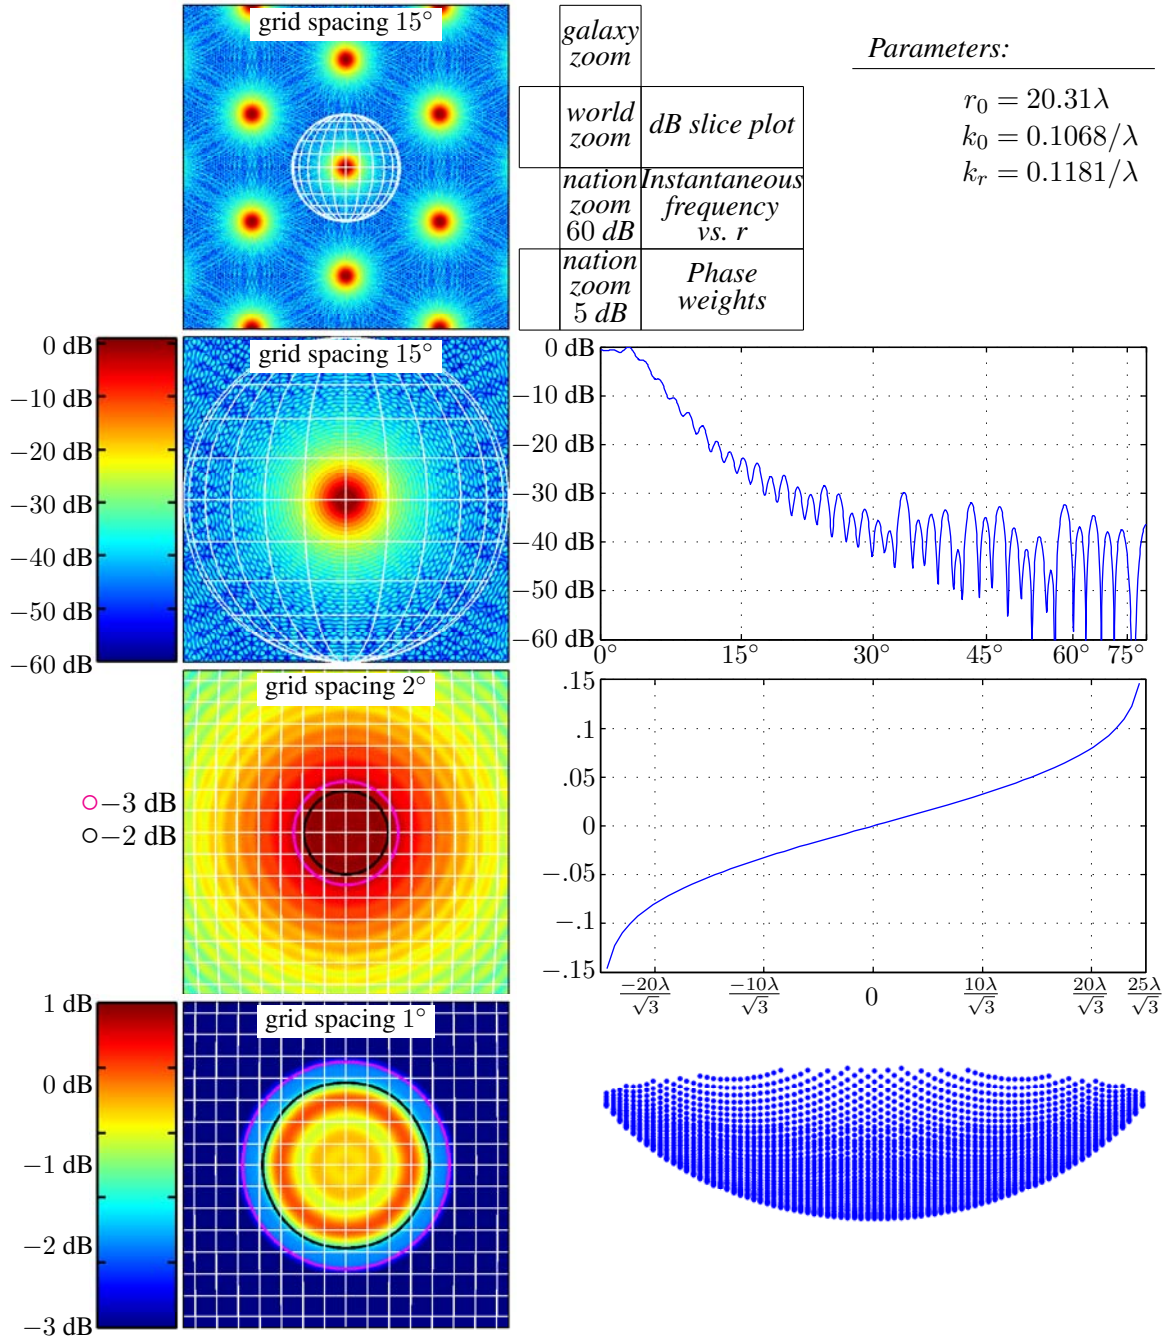 grid spacing 15°
galaxy
zoom
world
zoom
dB slice plot
nation
zoom
60 dB
Instantaneous
frequency
vs. r
nation
zoom
5 dB
Phase
weights
Parameters:
r₀ = 20.31λ
k₀ = 0.1068/λ
kᵣ = 0.1181/λ
0 dB
−10 dB
−20 dB
−30 dB
−40 dB
−50 dB
−60 dB
grid spacing 15°
0 dB
−10 dB
−20 dB
−30 dB
−40 dB
−50 dB
−60 dB
0° 15° 30° 45° 60° 75°
−3 dB
−2 dB
grid spacing 2°
.15
.1
.05
0
−.05
−.1
−.15
−20λ/√3 −10λ/√3 0 10λ/√3 20λ/√3 25λ/√3
1 dB
0 dB
−1 dB
−2 dB
−3 dB
grid spacing 1°